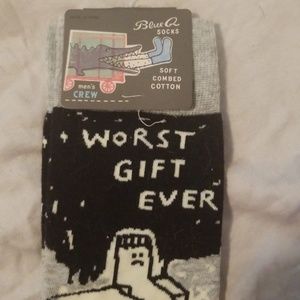 Blue Q
SOCKS
SOFT
COMBED
COTTON
men's
CREW
WORST
GIFT
EVER